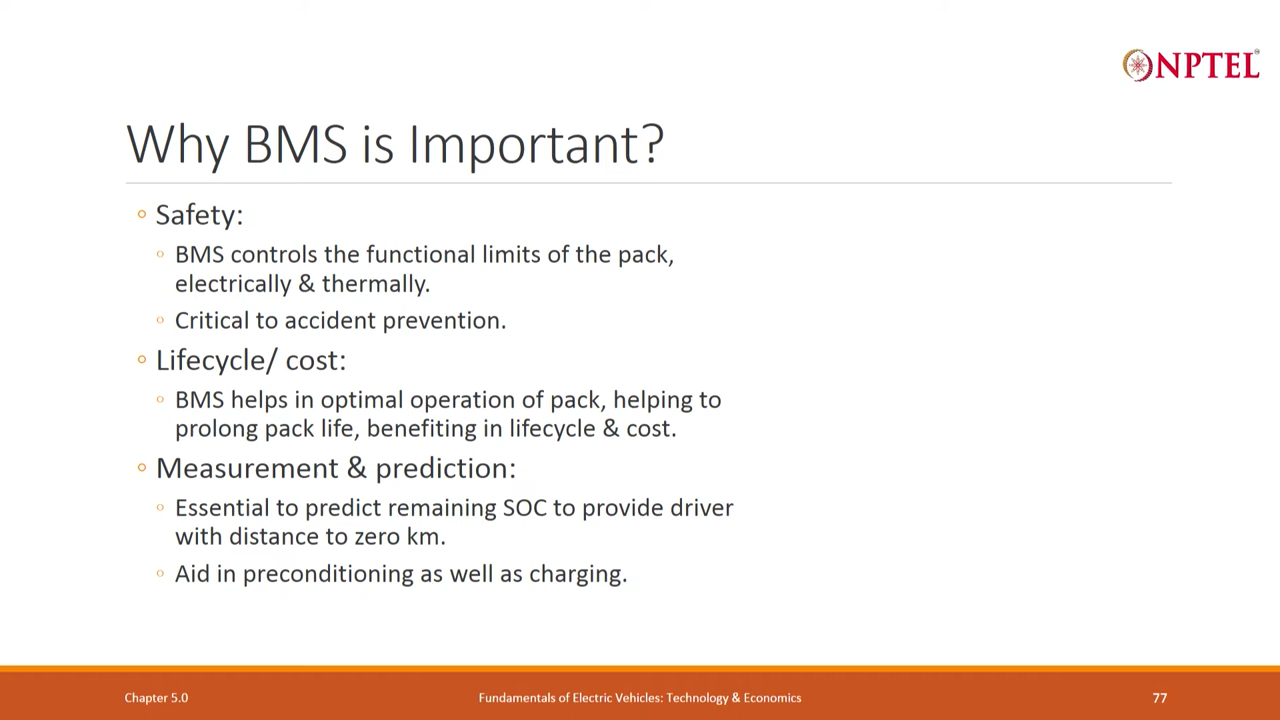 NPTEL
Why BMS is Important?
Safety:
BMS controls the functional limits of the pack,
electrically & thermally.
Critical to accident prevention.
Lifecycle/ cost:
BMS helps in optimal operation of pack, helping to
prolong pack life, benefiting in lifecycle & cost.
Measurement & prediction:
Essential to predict remaining SOC to provide driver
with distance to zero km.
Aid in preconditioning as well as charging.
Chapter 5.0
Fundamentals of Electric Vehicles: Technology & Economics
77